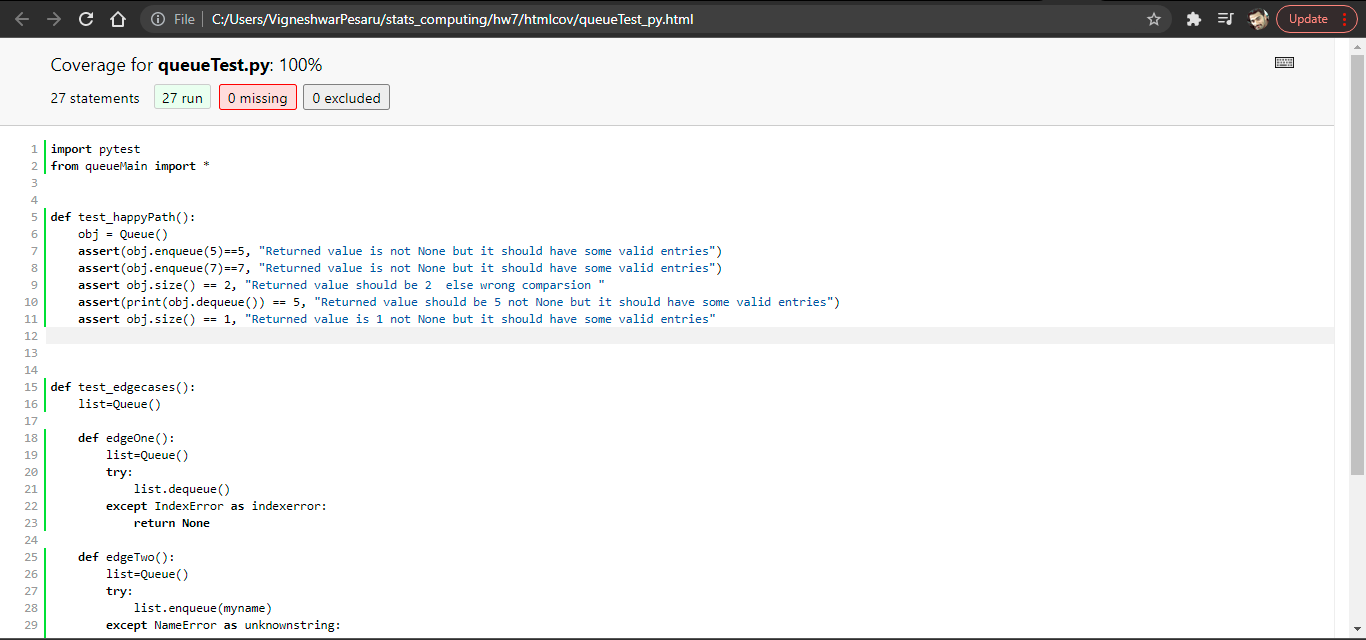 File C:/Users/VigneshwarPesaru/stats_computing/hw7/htmlcov/queueTest_py.html Update
Coverage for queueTest.py: 100%
27 statements 27 run 0 missing 0 excluded
1 import pytest
2 from queueMain import *
3
4
5 def test_happyPath():
6     obj = Queue()
7     assert(obj.enqueue(5)==5, "Returned value is not None but it should have some valid entries")
8     assert(obj.enqueue(7)==7, "Returned value is not None but it should have some valid entries")
9     assert obj.size() == 2, "Returned value should be 2  else wrong comparsion "
10     assert(print(obj.dequeue()) == 5, "Returned value should be 5 not None but it should have some valid entries")
11     assert obj.size() == 1, "Returned value is 1 not None but it should have some valid entries"
12
13
14
15 def test_edgecases():
16     list=Queue()
17
18     def edgeOne():
19         list=Queue()
20         try:
21             list.dequeue()
22         except IndexError as indexerror:
23             return None
24
25     def edgeTwo():
26         list=Queue()
27         try:
28             list.enqueue(myname)
29         except NameError as unknownstring: